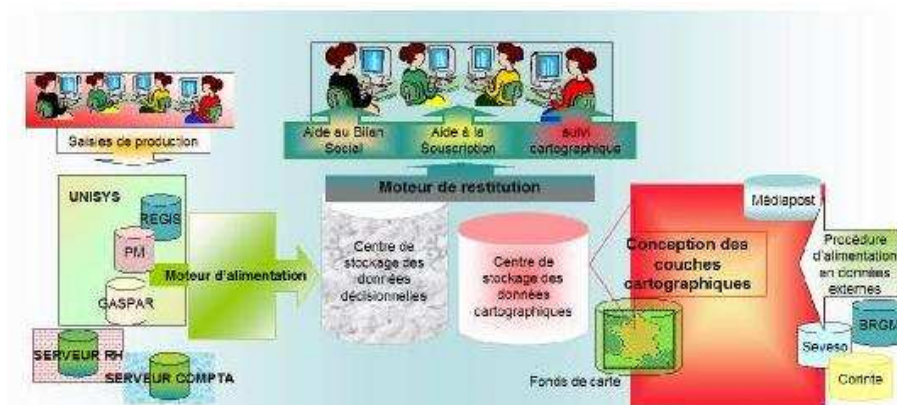 Saisies de production
Aide au Bilan
Social
Aide à la
Souscription
suivi
cartographique
Moteur de restitution
UNISYS
REGIS
PM
GASPAR
SERVEUR RH
SERVEUR COMPTA
Moteur d'alimentation
Centre de
stockage des
données
décisionnelles
Centre de
stockage des
données
cartographiques
Conception des
couches
cartographiques
Fonds de carte
Médiapost
Procédure
d'alimentation
en données
externes
BRGM
Seveso
Corinte